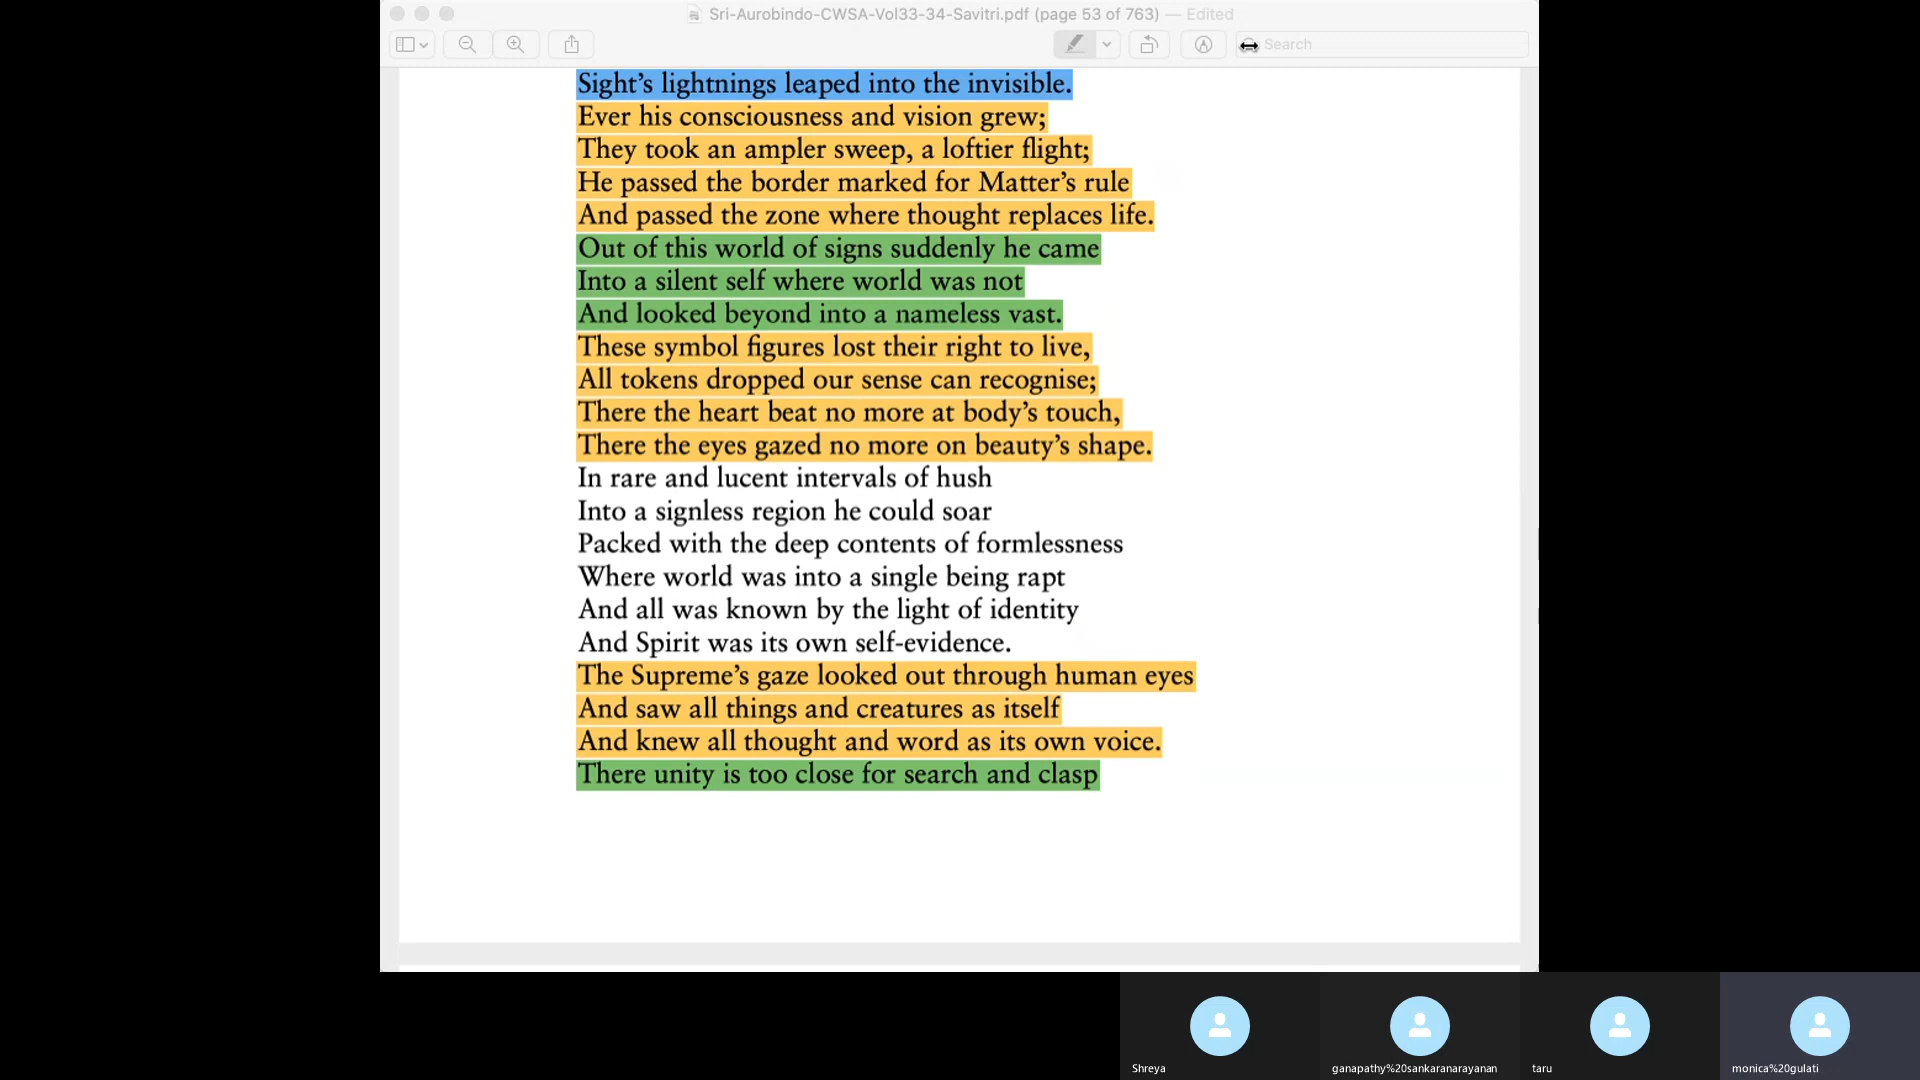 Sri-Aurobindo-CWSA-Vol33-34-Savitri.pdf (page 53 of 763) — Edited
Search
Sight’s lightnings leaped into the invisible.
Ever his consciousness and vision grew;
They took an ampler sweep, a loftier flight;
He passed the border marked for Matter’s rule
And passed the zone where thought replaces life.
Out of this world of signs suddenly he came
Into a silent self where world was not
And looked beyond into a nameless vast.
These symbol figures lost their right to live,
All tokens dropped our sense can recognise;
There the heart beat no more at body’s touch,
There the eyes gazed no more on beauty’s shape.
In rare and lucent intervals of hush
Into a signless region he could soar
Packed with the deep contents of formlessness
Where world was into a single being rapt
And all was known by the light of identity
And Spirit was its own self-evidence.
The Supreme’s gaze looked out through human eyes
And saw all things and creatures as itself
And knew all thought and word as its own voice.
There unity is too close for search and clasp
Shreya
ganapathy%20sankaranarayanan
taru
monica%20gulati